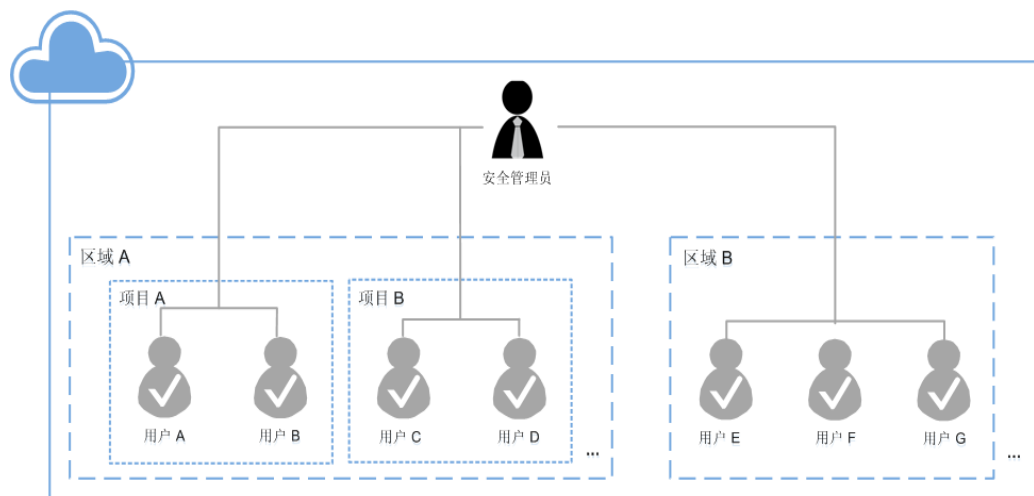 安全管理员
区域 A
区域 B
项目 A
项目 B
用户 A
用户 B
用户 C
用户 D
...
用户 E
用户 F
用户 G
...